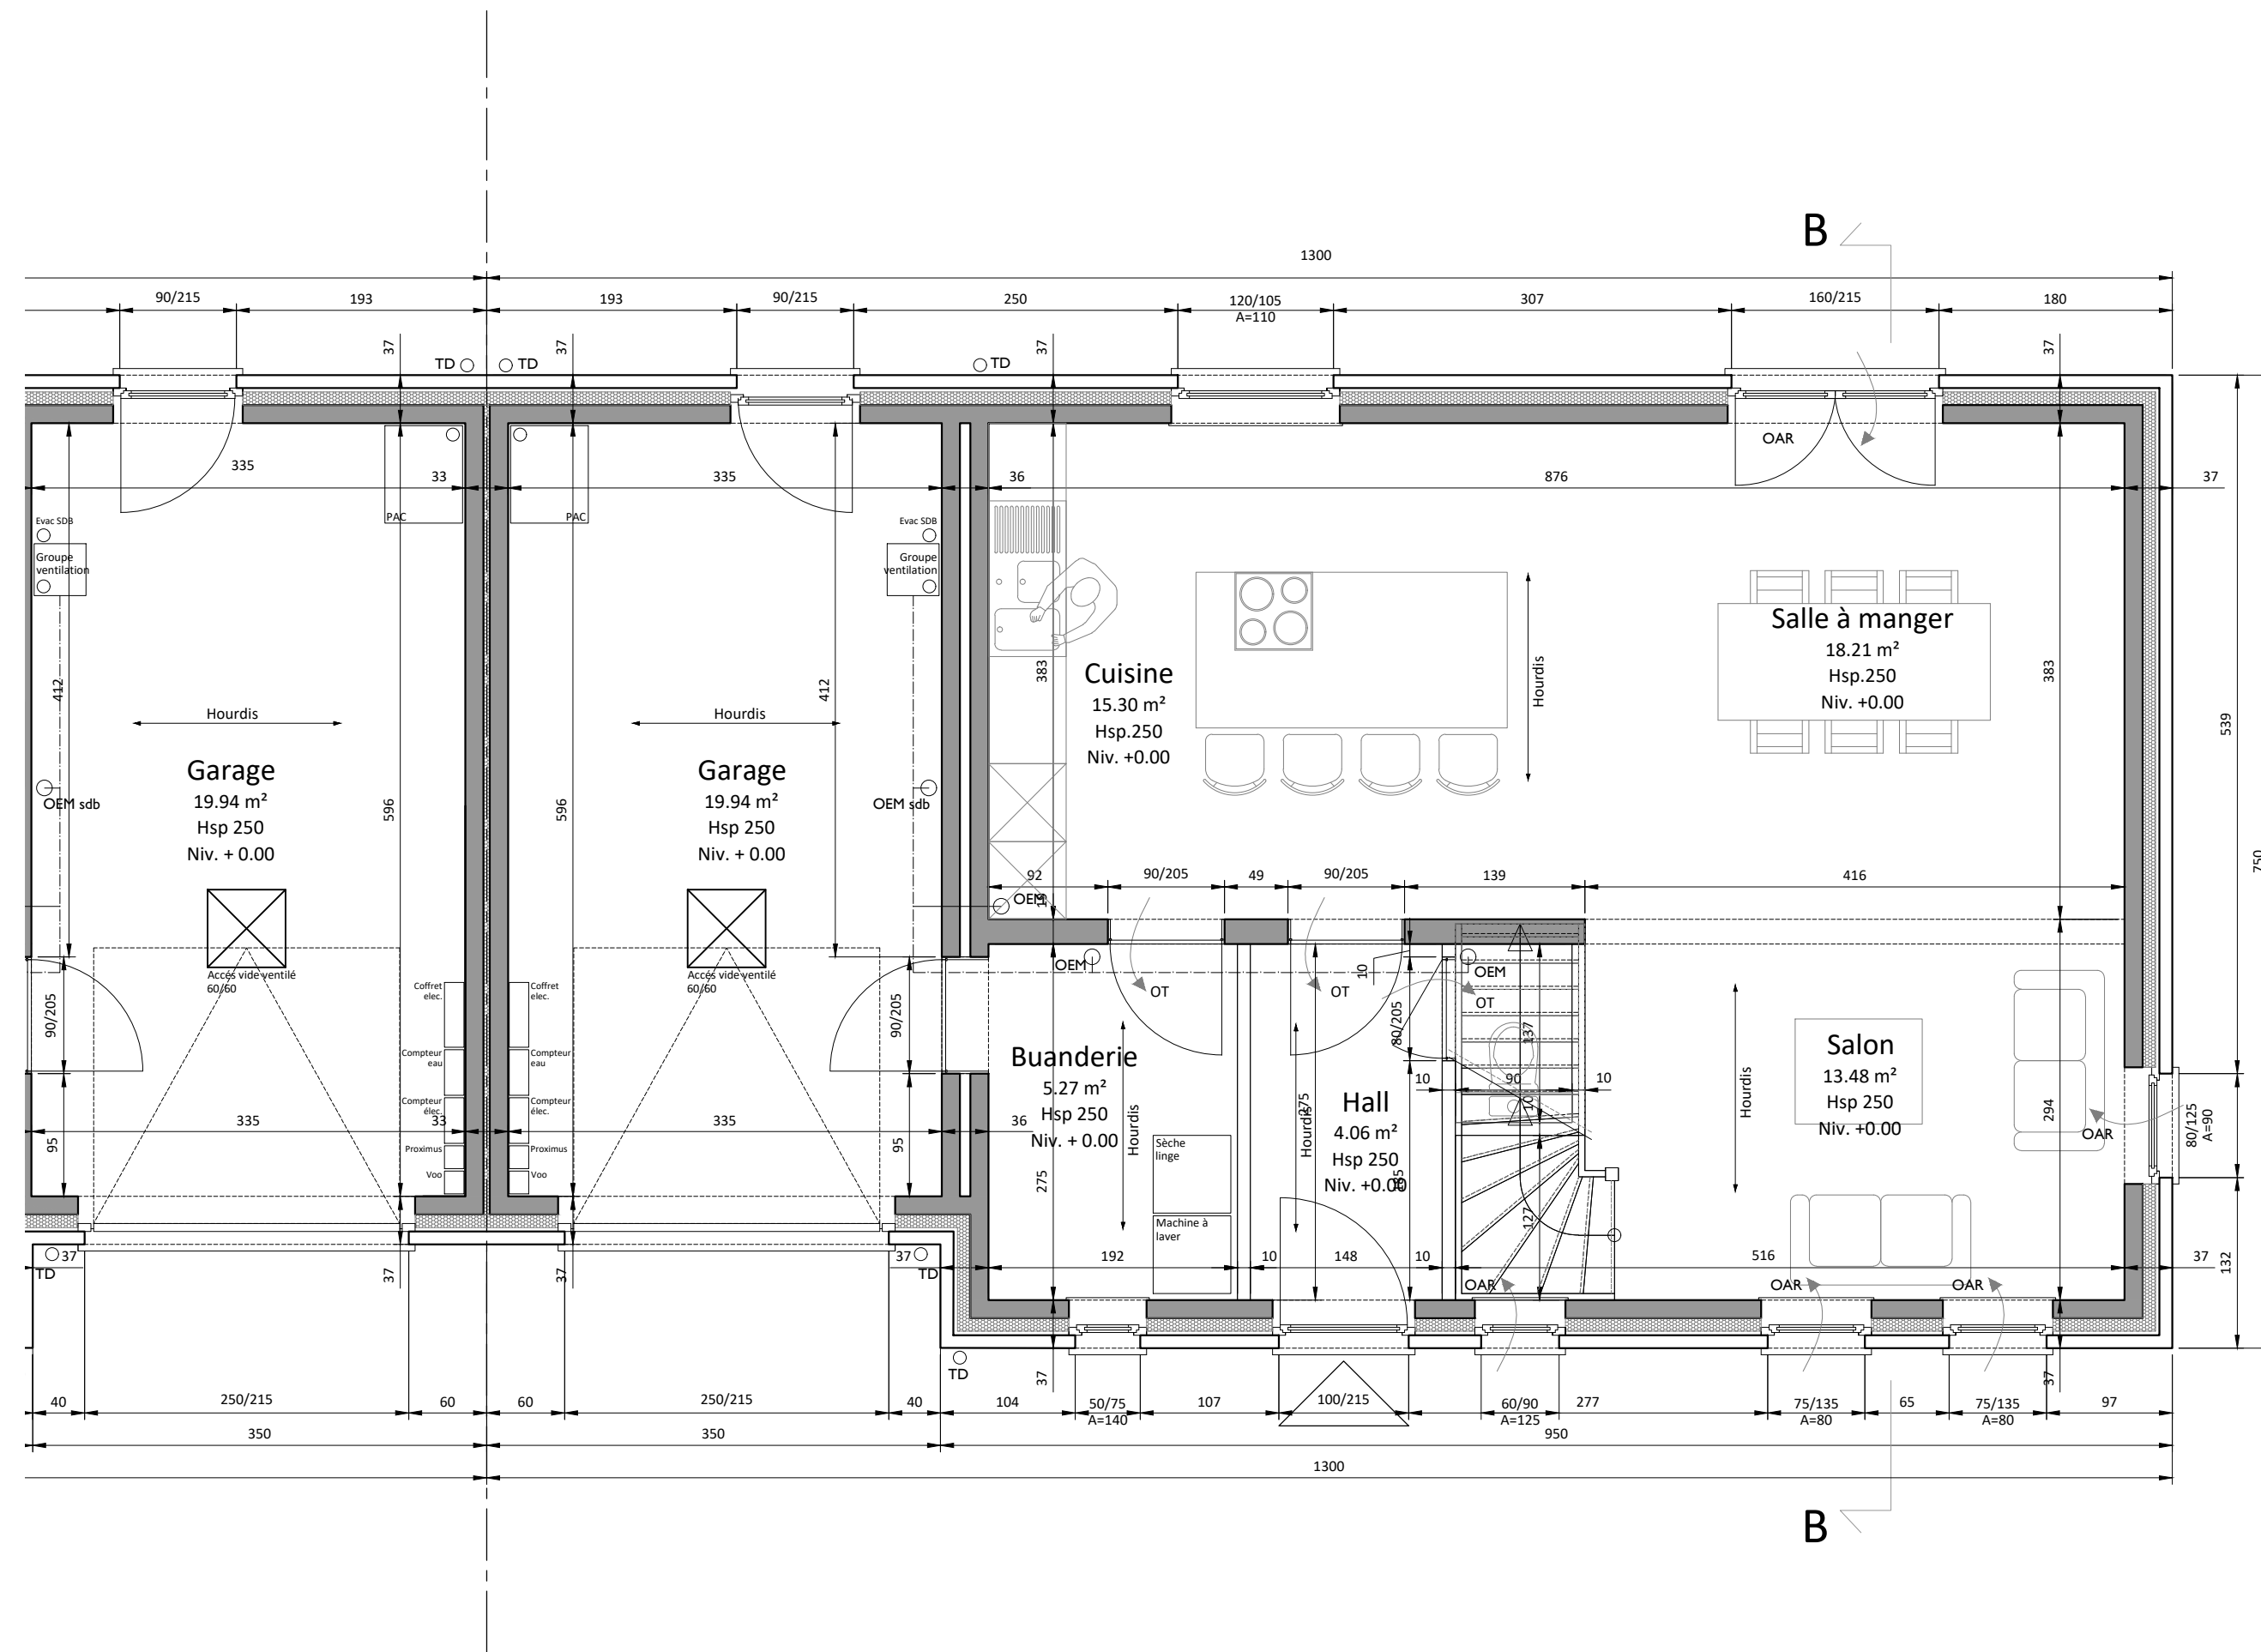 B
1300
90/215
193
193
90/215
250
120/105
A=110
307
160/215
180
37
37
37
37
TD
TD
TD
OAR
335
33
335
36
876
37
PAC
PAC
Evac SDB
Groupe
ventilation
Evac SDB
Groupe
ventilation
412
412
383
383
539
750
Hourdis
Hourdis
Hourdis
Cuisine
15.30 m²
Hsp.250
Niv. +0.00
Salle à manger
18.21 m²
Hsp.250
Niv. +0.00
Garage
19.94 m²
Hsp 250
Niv. + 0.00
Garage
19.94 m²
Hsp 250
Niv. + 0.00
OEM sdb
OEM sdb
596
596
92
90/205
49
90/205
139
416
OEM
OEM
OEM
OT
OT
OT
10
Accés vide ventilé
60/60
Accés vide ventilé
60/60
Coffret
elec.
Coffret
elec.
Compteur
eau
Compteur
eau
Compteur
élec.
Compteur
élec.
Proximus
Proximus
Voo
Voo
90/205
90/205
80/205
137
Buanderie
5.27 m²
Hsp 250
Niv. + 0.00
Hourdis
Hourdis
275
Hall
4.06 m²
Hsp 250
Niv. +0.00
10
90
10
10
Hourdis
Salon
13.48 m²
Hsp 250
Niv. +0.00
294
OAR
80/125
A=90
335
33
335
36
95
95
275
Sèche
linge
Machine à
laver
127
192
10
148
10
516
37
132
OAR
OAR
OAR
37
TD
37
37
37
TD
TD
37
37
40
250/215
60
60
250/215
40
104
50/75
A=140
107
100/215
60/90
A=125
277
75/135
A=80
65
75/135
A=80
97
350
350
950
1300
B